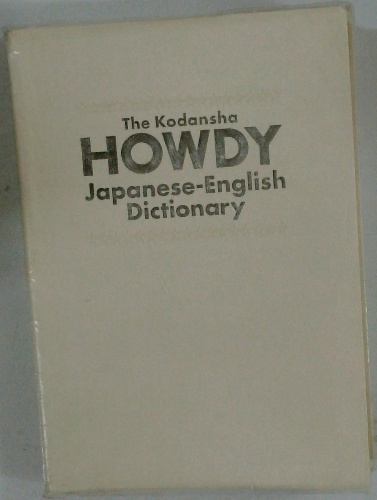 The Kodansha
HOWDY
Japanese-English
Dictionary